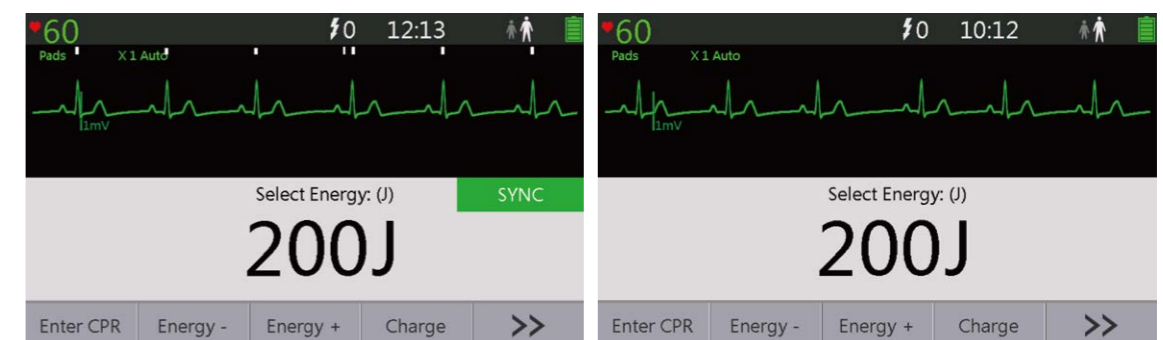 60 0 12:13
Pads X 1 Auto
1mV
Select Energy: (J) SYNC
200J
Enter CPR Energy - Energy + Charge >>
60 0 10:12
Pads X 1 Auto
1mV
Select Energy: (J)
200J
Enter CPR Energy - Energy + Charge >>